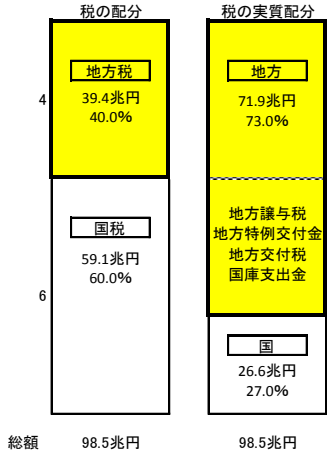 税の配分
税の実質配分
4
地方税
39.4兆円
40.0%
地方
71.9兆円
73.0%
6
国税
59.1兆円
60.0%
地方譲与税
地方特例交付金
地方交付税
国庫支出金
国
26.6兆円
27.0%
総額 98.5兆円 98.5兆円